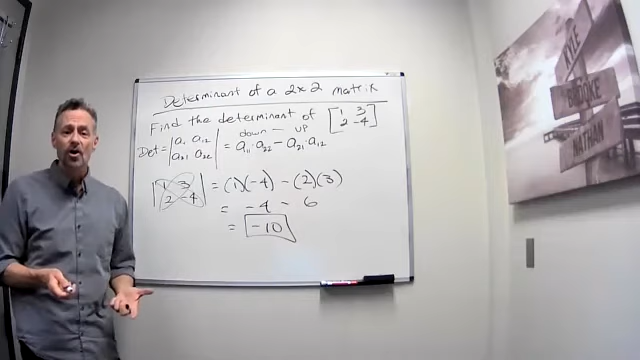 Determinant of a 2x2 matrix
Find the determinant of [1 3
2 -4]
down – UP
Det = |a, a12
a21 a22| = a11·a22 – a21·a12
|1 3
2 -4| = (1)(-4) – (2)(3)
= -4 - 6
= -10
KYLE
BROOKE
NATHAN